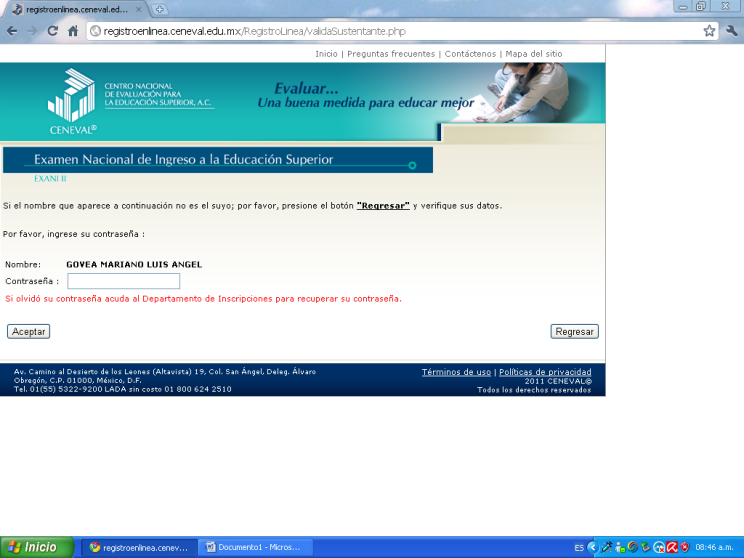 registroenlinea.ceneval.ed...
registroenlinea.ceneval.edu.mx/RegistroLinea/validaSustentante.php
Inicio | Preguntas frecuentes | Contáctenos | Mapa del sitio
CENTRO NACIONAL
DE EVALUACIÓN PARA
LA EDUCACIÓN SUPERIOR, A.C.
CENEVAL®
Evaluar...
Una buena medida para educar mejor
Examen Nacional de Ingreso a la Educación Superior
EXANI II
Si el nombre que aparece a continuación no es el suyo; por favor, presione el botón "Regresar" y verifique sus datos.
Por favor, ingrese su contraseña :
Nombre: GOVEA MARIANO LUIS ANGEL
Contraseña :
Si olvidó su contraseña acuda al Departamento de Inscripciones para recuperar su contraseña.
Aceptar
Regresar
Av. Camino al Desierto de los Leones (Altavista) 19, Col. San Ángel, Deleg. Álvaro
Obregón, C.P. 01000, México, D.F.
Tel. 01(55) 5322-9200 LADA sin costo 01 800 624 2510
Términos de uso | Políticas de privacidad
2011 CENEVAL©
Todos los derechos reservados
Inicio
registroenlinea.cenev...
Documento1 - Micros...
ES
08:46 a.m.